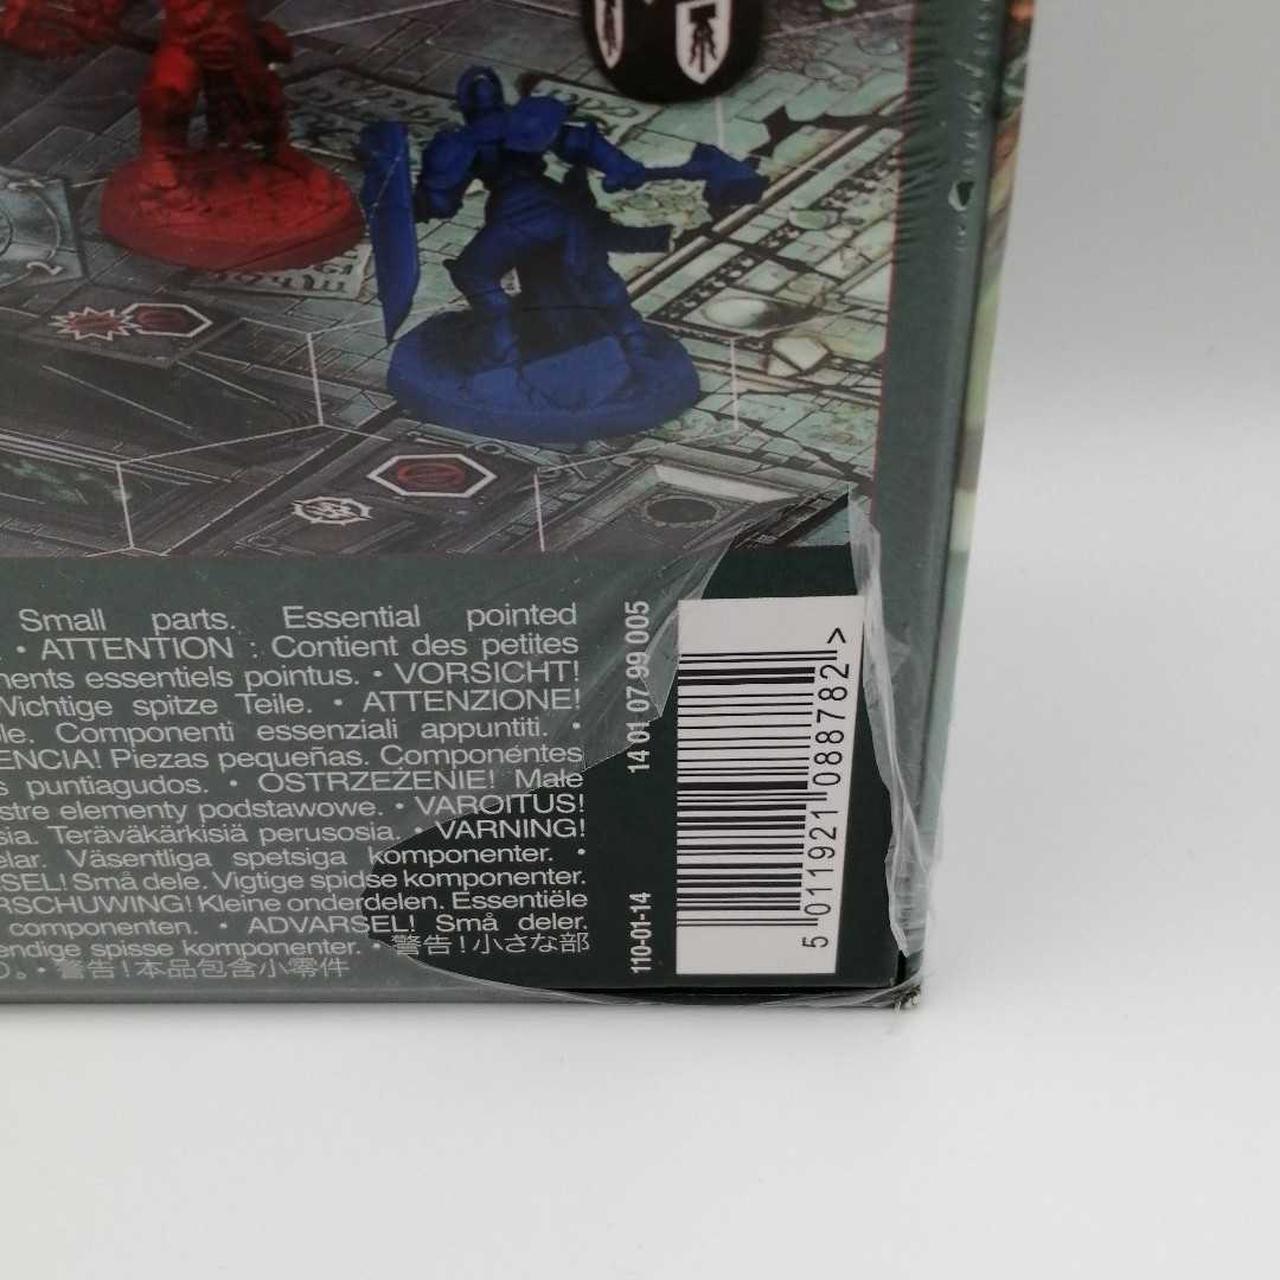 Small parts. Essential pointed
. • ATTENTION : Contient des petites
nents essentiels pointus. • VORSICHT!
Wichtige spitze Teile. • ATTENZIONE!
le. Componenti essenziali appuntiti. •
ENCIA! Piezas pequeñas. Componentes
s puntiagudos. • OSTRZEŻENIE! Małe
stre elementy podstawowe. • VAROITUS!
sia. Teräväkärkisiä perusosia. • VARNING!
elar. Väsentliga spetsiga komponenter. •
SEL! Små dele. Vigtige spidse komponenter.
RSCHUWING! Kleine onderdelen. Essentiële
componenten. • ADVARSEL! Små deler.
endige spisse komponenter. • 警告！小さな部
り。• 警告！本品包含小零件
14 01 07 99 005
110-01-14
5 011921 088782 >